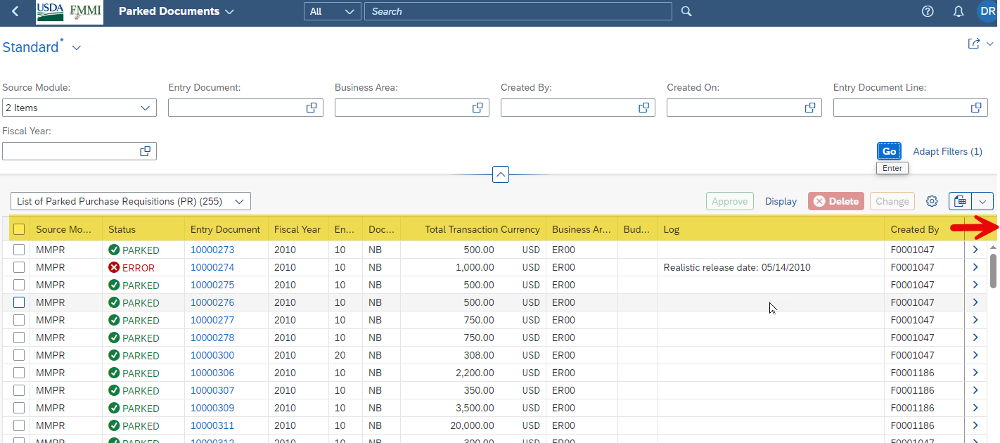 USDA FMMI Parked Documents All Search DR
Standard*
Source Module: Entry Document: Business Area: Created By: Created On: Entry Document Line:
2 Items
Fiscal Year:
Go Adapt Filters (1)
Enter
List of Parked Purchase Requisitions (PR) (255) Approve Display Delete Change
Source Mo... Status Entry Document Fiscal Year En... Doc... Total Transaction Currency Business Ar... Bud... Log Created By
MMPR PARKED 10000273 2010 10 NB 500.00 USD ER00 F0001047
MMPR ERROR 10000274 2010 10 NB 1,000.00 USD ER00 Realistic release date: 05/14/2010 F0001047
MMPR PARKED 10000275 2010 10 NB 500.00 USD ER00 F0001047
MMPR PARKED 10000276 2010 10 NB 500.00 USD ER00 F0001047
MMPR PARKED 10000277 2010 10 NB 750.00 USD ER00 F0001047
MMPR PARKED 10000278 2010 10 NB 750.00 USD ER00 F0001047
MMPR PARKED 10000300 2010 20 NB 308.00 USD ER00 F0001047
MMPR PARKED 10000306 2010 10 NB 2,200.00 USD ER00 F0001186
MMPR PARKED 10000307 2010 10 NB 350.00 USD ER00 F0001186
MMPR PARKED 10000309 2010 10 NB 3,500.00 USD ER00 F0001186
MMPR PARKED 10000311 2010 10 NB 20,000.00 USD ER00 F0001186
MMPR PARKED 10000312 2010 10 NB 300.00 USD ER00 F0001047